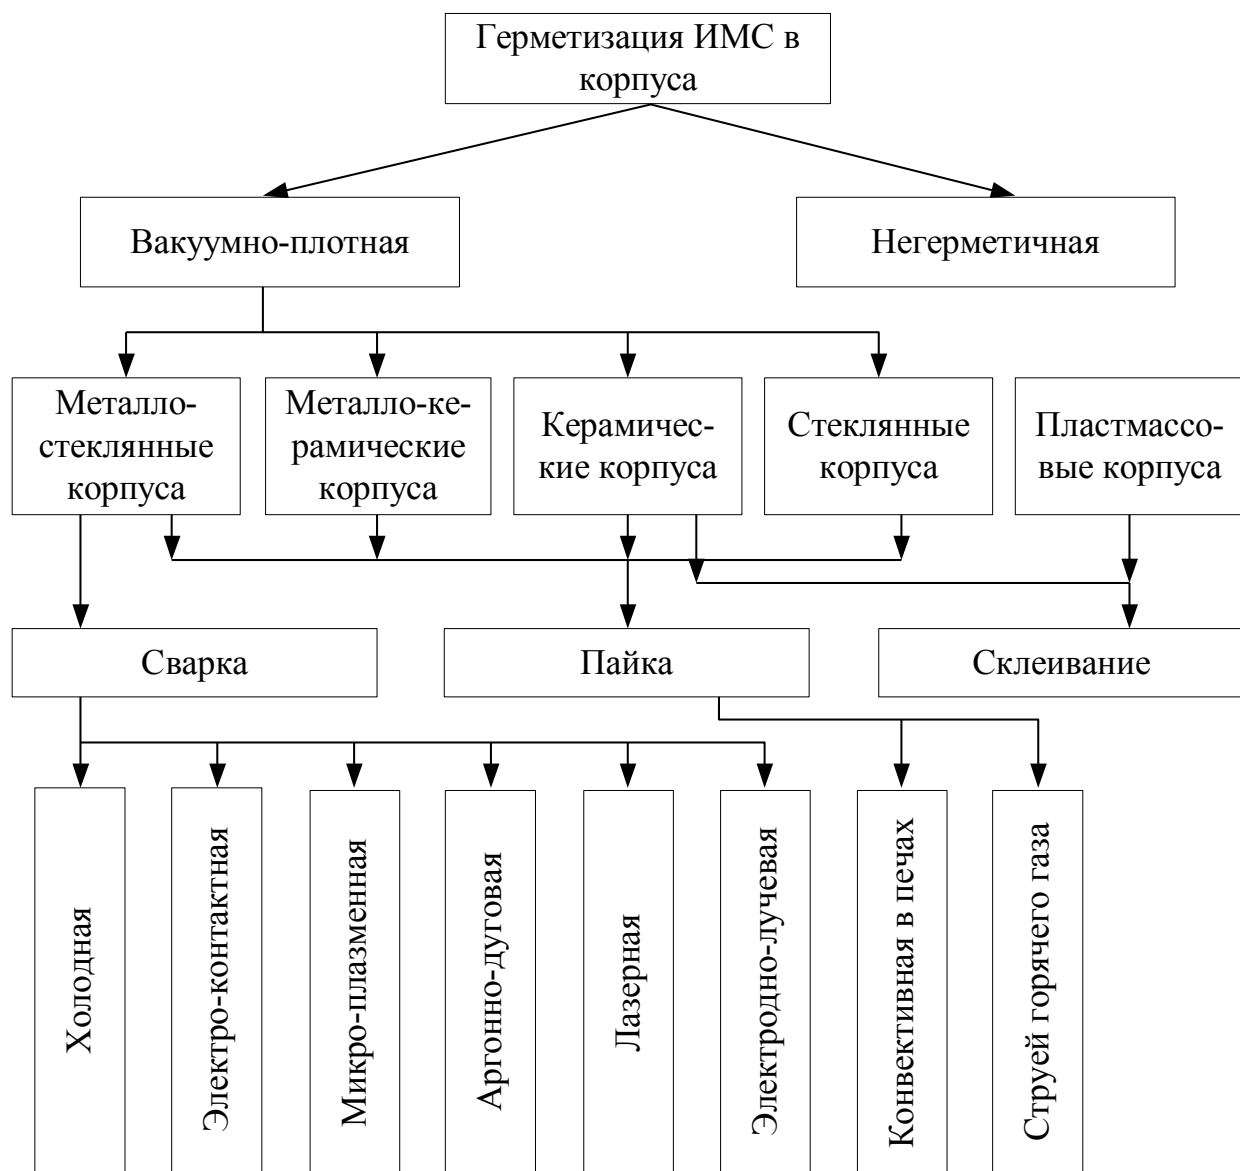 Герметизация ИМС в
корпуса
Вакуумно-плотная
Негерметичная
Металло-
стеклянные
корпуса
Металло-ке-
рамические
корпуса
Керамичес-
кие корпуса
Стеклянные
корпуса
Пластмассо-
вые корпуса
Сварка
Пайка
Склеивание
Холодная
Электро-контактная
Микро-плазменная
Аргонно-дуговая
Лазерная
Электродно-лучевая
Конвективная в печах
Струей горячего газа